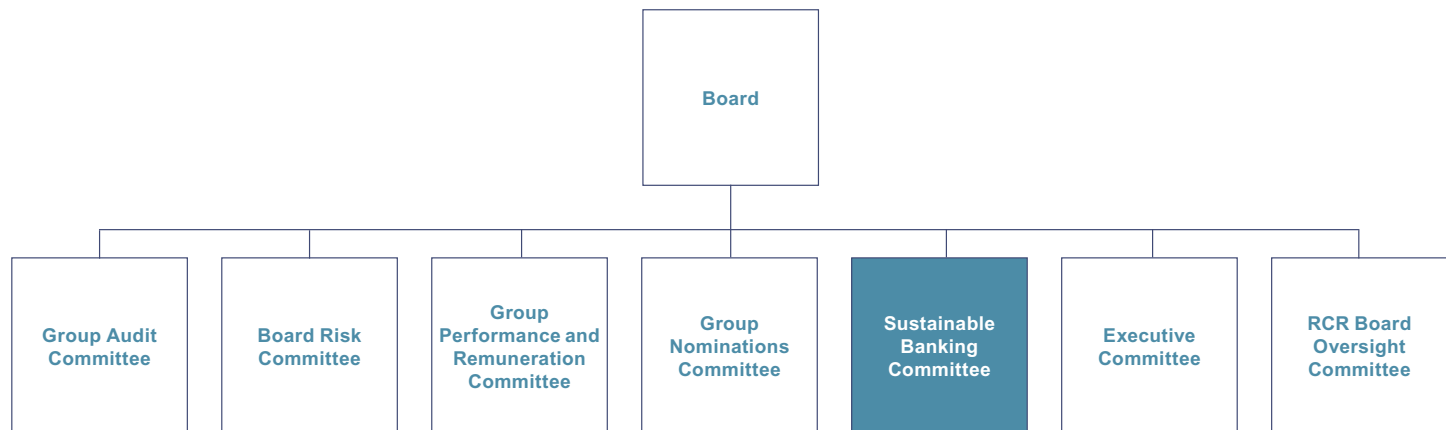 Board
Group Audit
Committee
Board Risk
Committee
Group
Performance and
Remuneration
Committee
Group
Nominations
Committee
Sustainable
Banking
Committee
Executive
Committee
RCR Board
Oversight
Committee